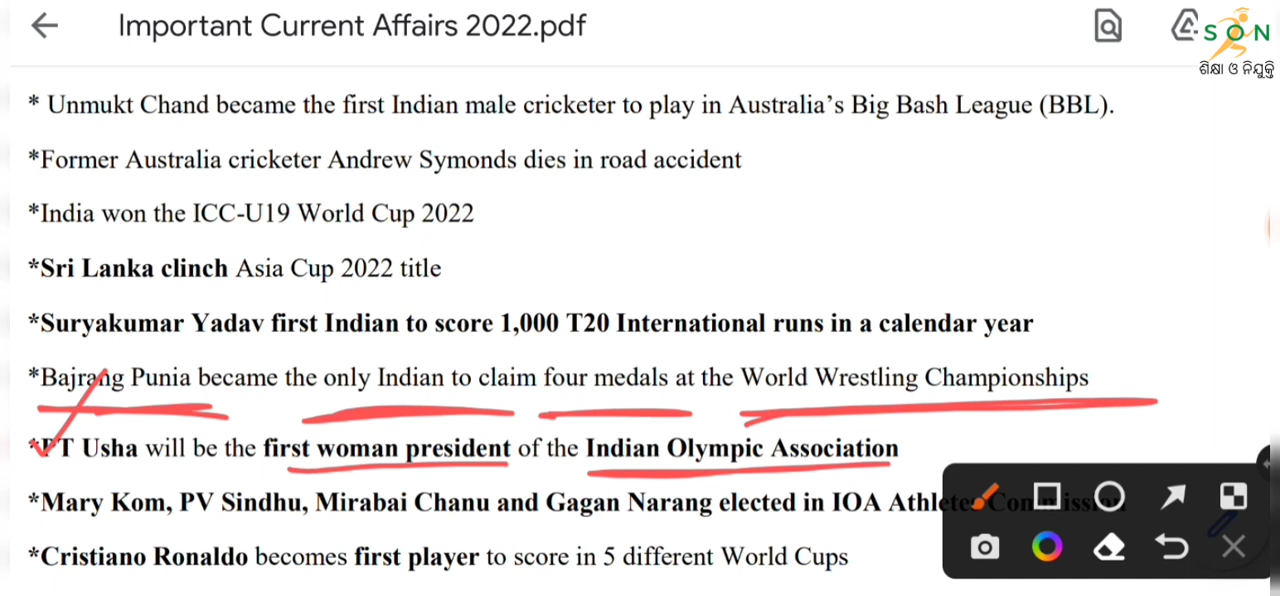 Important Current Affairs 2022.pdf
SON
ଶିକ୍ଷା ଓ ନିଯୁକ୍ତି
* Unmukt Chand became the first Indian male cricketer to play in Australia’s Big Bash League (BBL).
*Former Australia cricketer Andrew Symonds dies in road accident
*India won the ICC-U19 World Cup 2022
*Sri Lanka clinch Asia Cup 2022 title
*Suryakumar Yadav first Indian to score 1,000 T20 International runs in a calendar year
*Bajrang Punia became the only Indian to claim four medals at the World Wrestling Championships
*PT Usha will be the first woman president of the Indian Olympic Association
*Mary Kom, PV Sindhu, Mirabai Chanu and Gagan Narang elected in IOA Athletes Commission
*Cristiano Ronaldo becomes first player to score in 5 different World Cups